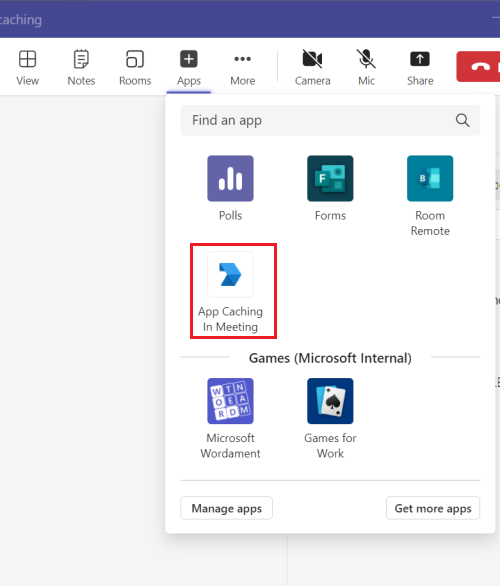 caching
View Notes Rooms Apps More Camera Mic Share
Find an app
Polls Forms Room
Remote
App Caching
In Meeting
Games (Microsoft Internal)
W T N
O E A
R D M
Microsoft Games for
Wordament Work
Manage apps Get more apps